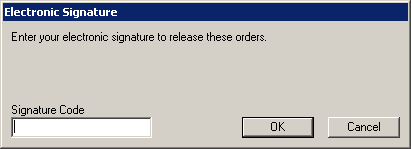 Electronic Signature
Enter your electronic signature to release these orders.
Signature Code
OK
Cancel